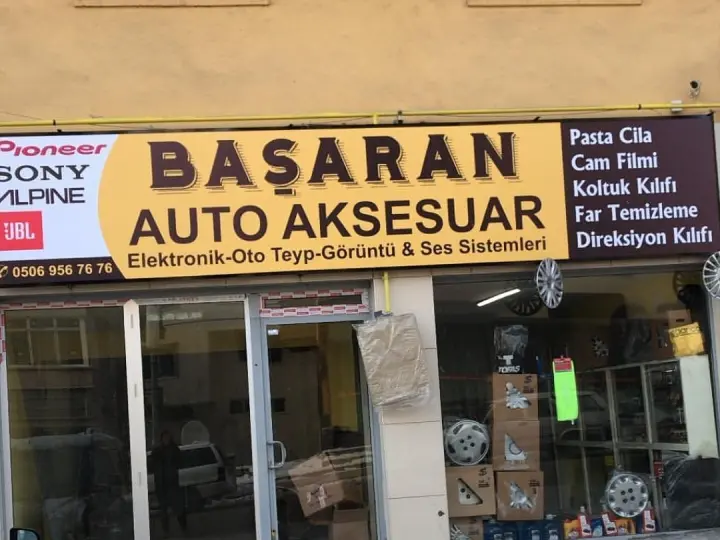 Pioneer
SONY
ALPINE
JBL
0506 956 76 76
BAŞARAN
AUTO AKSESUAR
Elektronik-Oto Teyp-Görüntü & Ses Sistemleri
Pasta Cila
Cam Filmi
Koltuk Kılıfı
Far Temizleme
Direksiyon Kılıfı